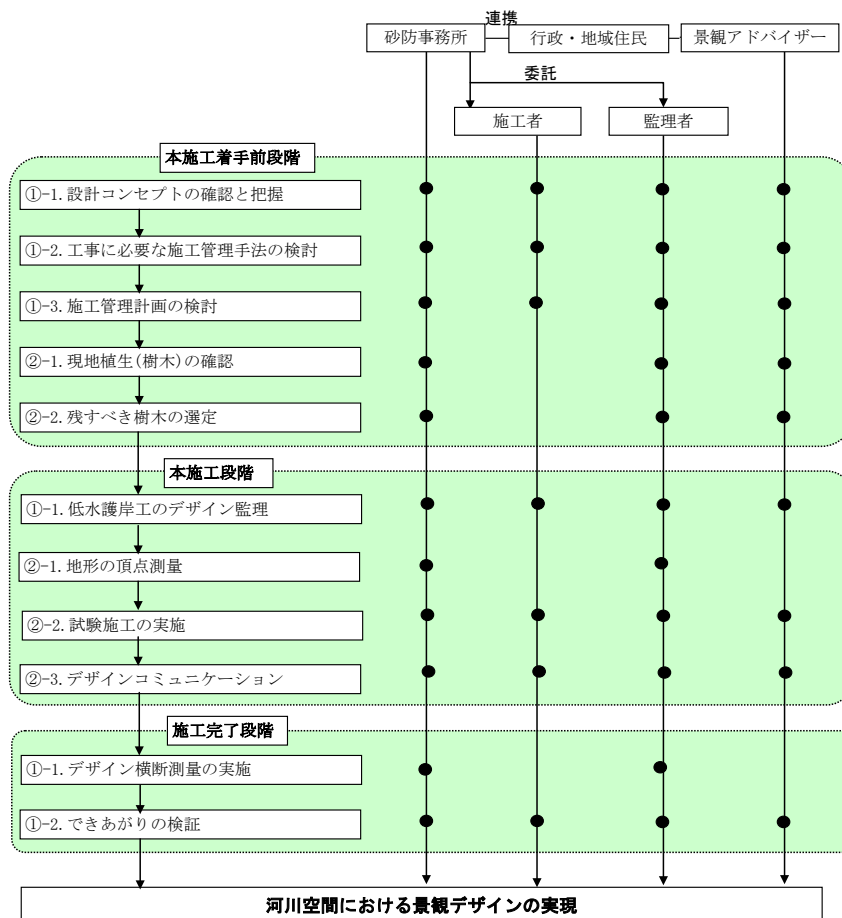 連携
砂防事務所
行政・地域住民
景観アドバイザー
委託
施工者
監理者
本施工着手前段階
①-1.設計コンセプトの確認と把握
①-2.工事に必要な施工管理手法の検討
①-3.施工管理計画の検討
②-1.現地植生(樹木)の確認
②-2.残すべき樹木の選定
本施工段階
①-1.低水護岸工のデザイン監理
②-1.地形の頂点測量
②-2.試験施工の実施
②-3.デザインコミュニケーション
施工完了段階
①-1.デザイン横断測量の実施
①-2.できあがりの検証
河川空間における景観デザインの実現